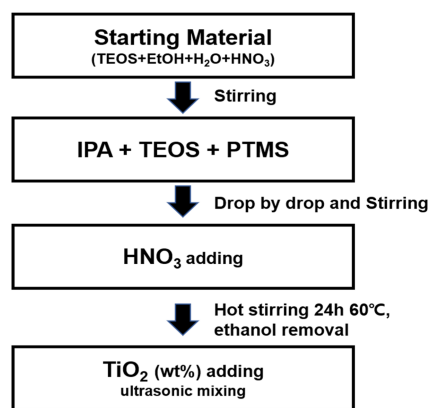 Starting Material
(TEOS+EtOH+H₂O+HNO₃)
Stirring
IPA + TEOS + PTMS
Drop by drop and Stirring
HNO₃ adding
Hot stirring 24h 60℃,
ethanol removal
TiO₂ (wt%) adding
ultrasonic mixing